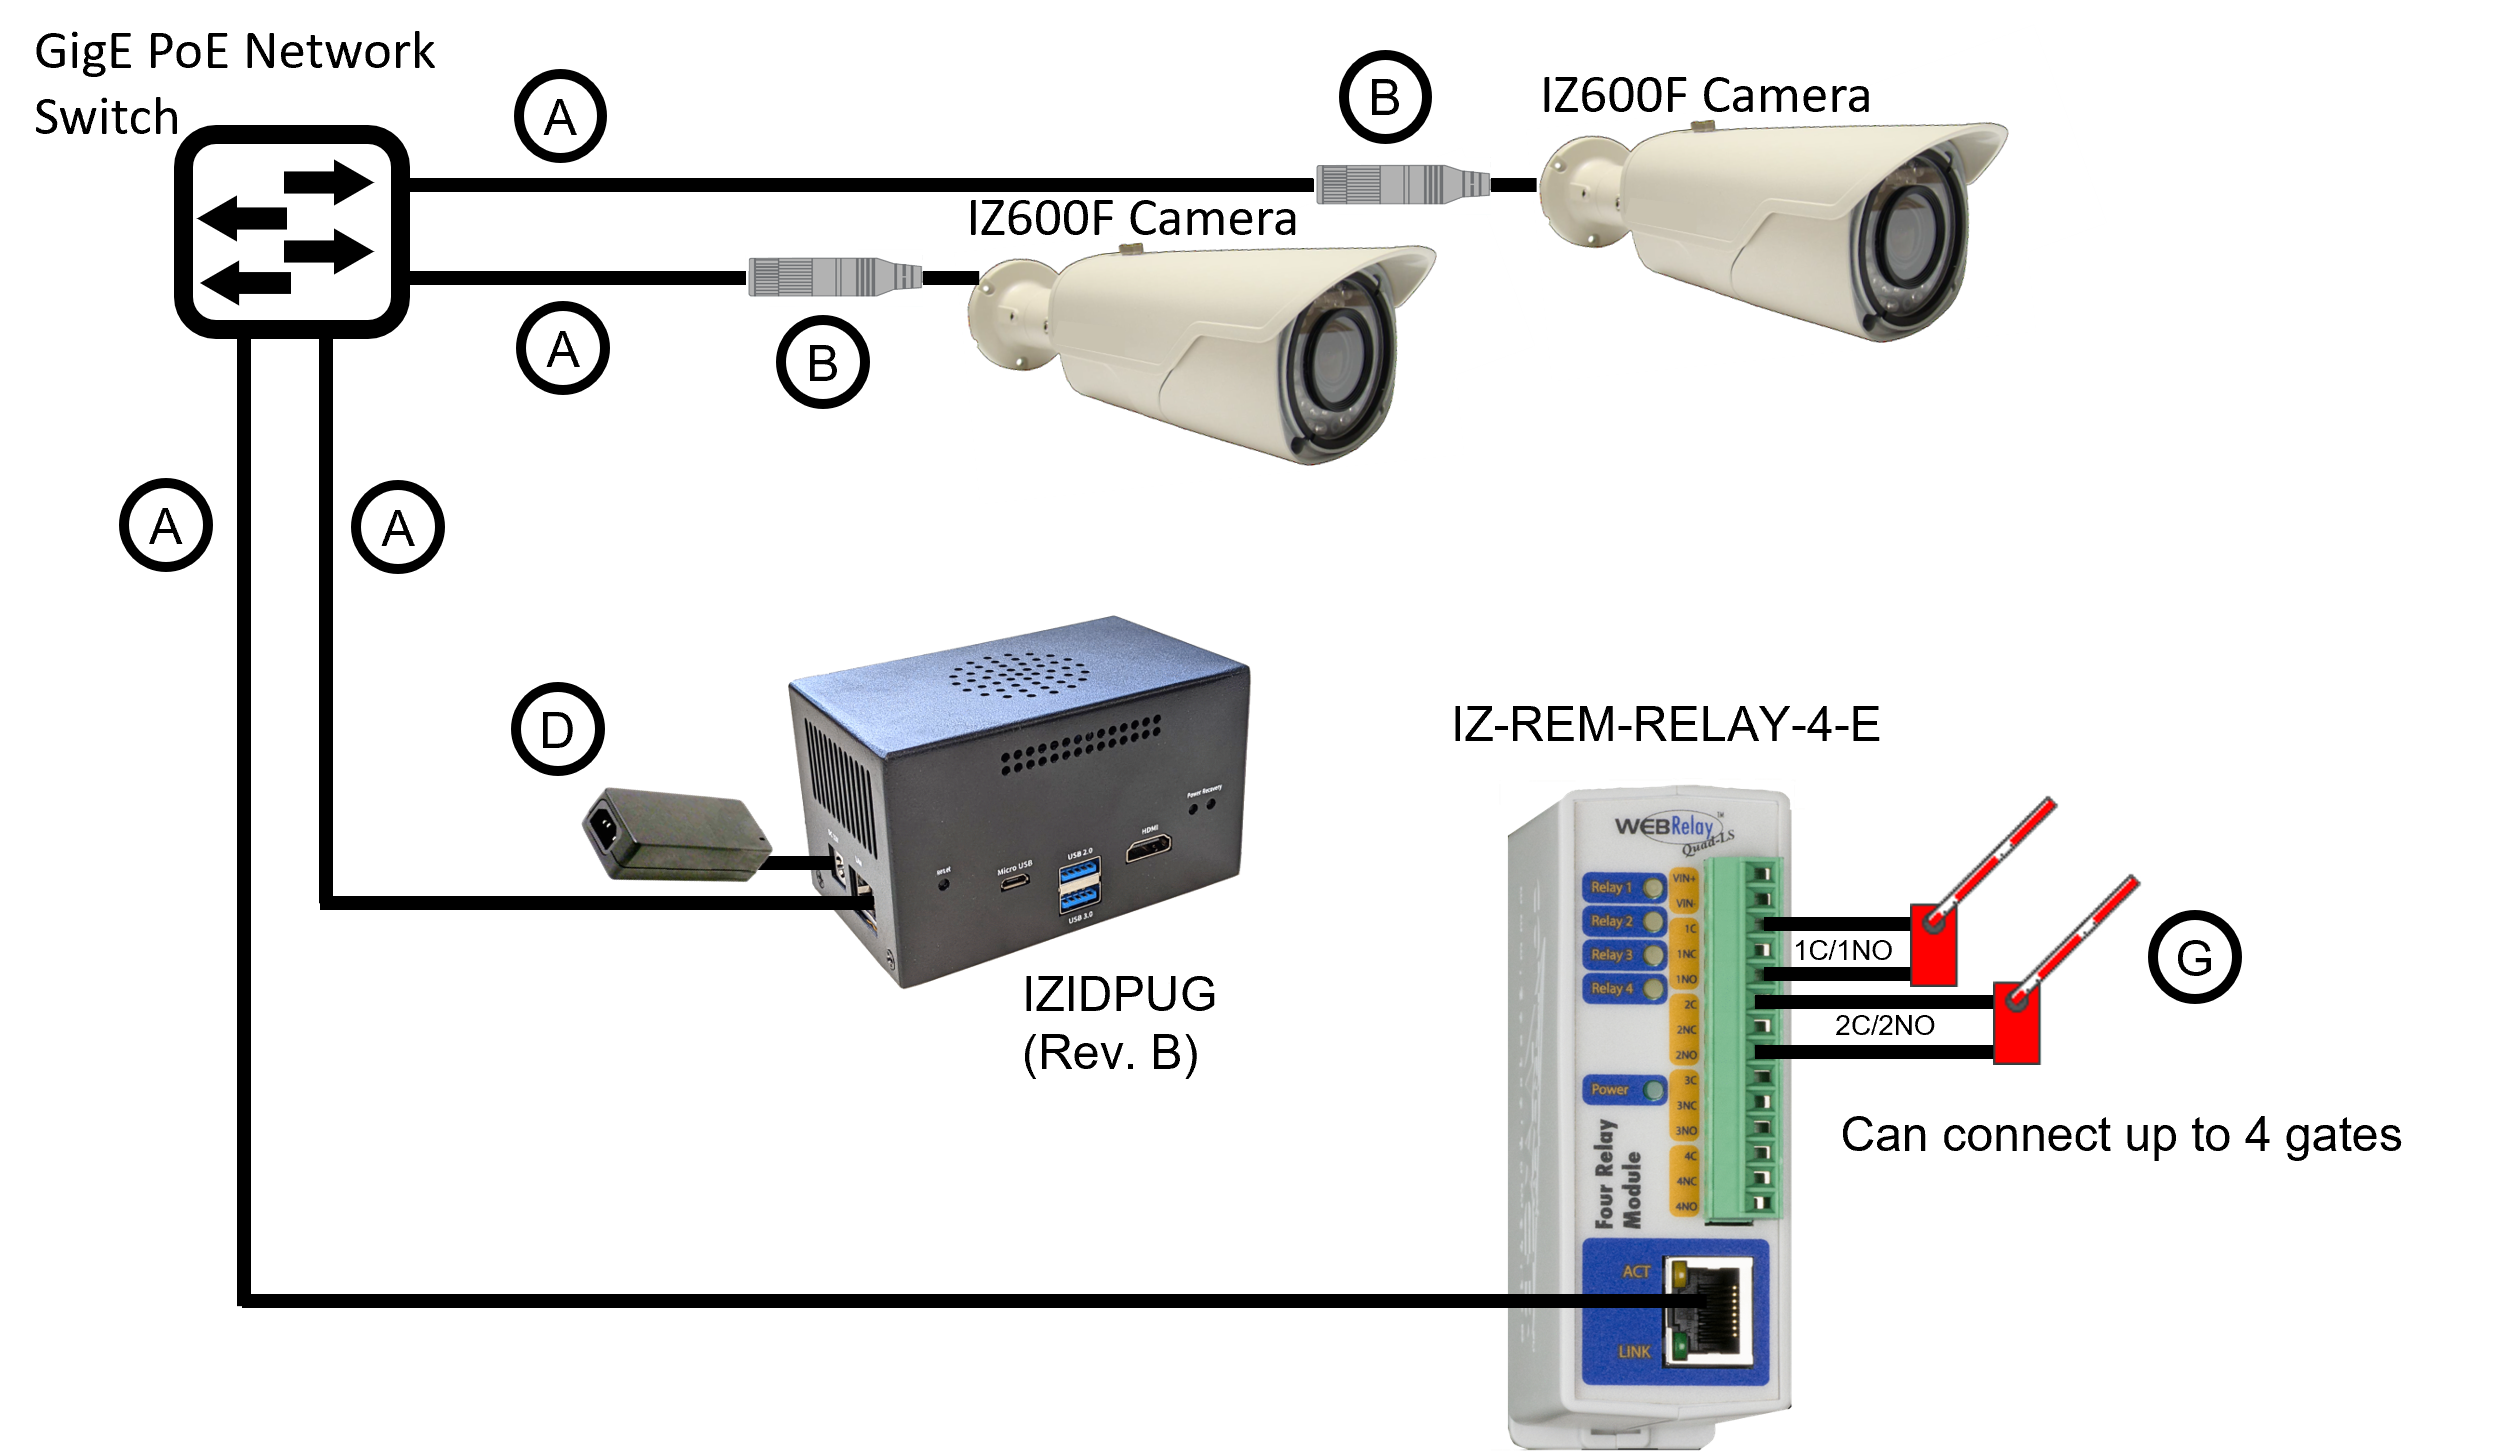 GigE PoE Network
Switch
A
B
IZ600F Camera
IZ600F Camera
A
B
A
A
D
Power Recovery
HDMI
USB 2.0
Micro USB
USB 3.0
IZIDPUG
(Rev. B)
IZ-REM-RELAY-4-E
WEBRelay™
Quad-LS
Relay 1
Relay 2
Relay 3
Relay 4
Power
VIN+
VIN-
1C
1NC
1NO
2C
2NC
2NO
3C
3NC
3NO
4C
4NC
4NO
1C/1NO
2C/2NO
G
Can connect up to 4 gates
Four Relay
Module
ACT
LINK